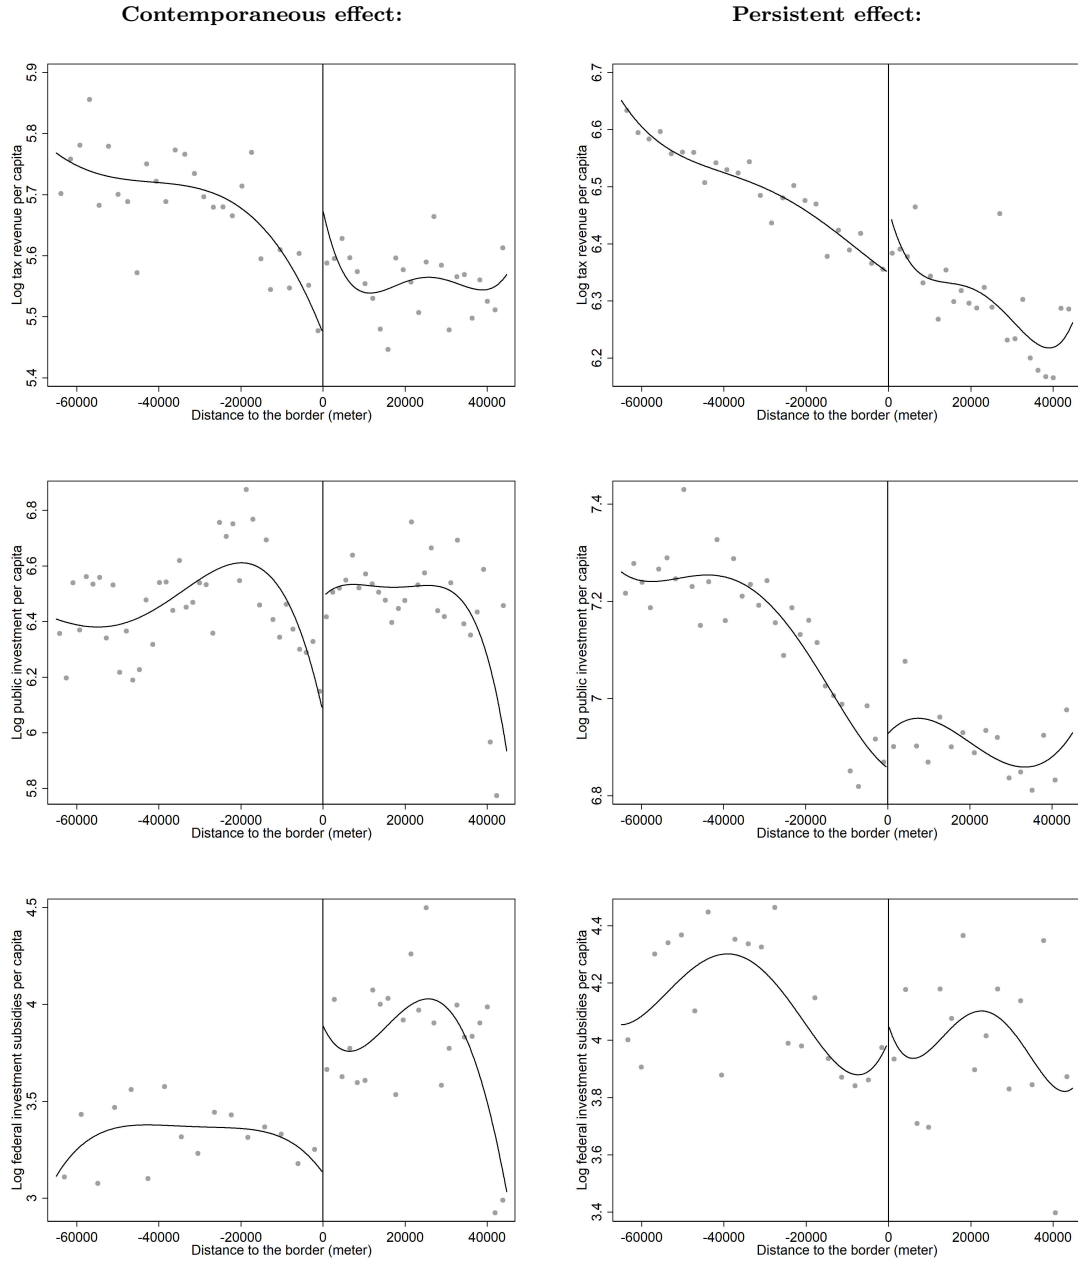 Contemporaneous effect:
Persistent effect:
Log tax revenue per capita
5.9
5.8
5.7
5.6
5.5
5.4
-60000 -40000 -20000 0 20000 40000
Distance to the border (meter)
Log tax revenue per capita
6.7
6.6
6.5
6.4
6.3
6.2
-60000 -40000 -20000 0 20000 40000
Distance to the border (meter)
Log public investment per capita
6.8
6.6
6.4
6.2
6
5.8
-60000 -40000 -20000 0 20000 40000
Distance to the border (meter)
Log public investment per capita
7.4
7.2
7
6.8
-60000 -40000 -20000 0 20000 40000
Distance to the border (meter)
Log federal investment subsidies per capita
4.5
4
3.5
3
-60000 -40000 -20000 0 20000 40000
Distance to the border (meter)
Log federal investment subsidies per capita
4.4
4.2
4
3.8
3.6
3.4
-60000 -40000 -20000 0 20000 40000
Distance to the border (meter)